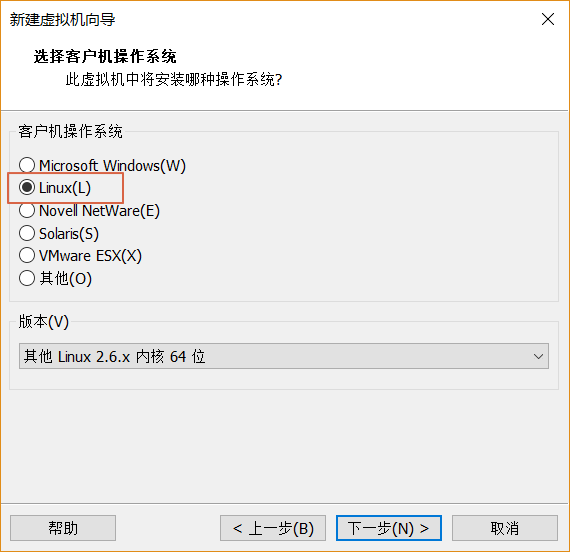 新建虚拟机向导
选择客户机操作系统
此虚拟机中将安装哪种操作系统?
客户机操作系统
Microsoft Windows(W)
Linux(L)
Novell NetWare(E)
Solaris(S)
VMware ESX(X)
其他(O)
版本(V)
其他 Linux 2.6.x 内核 64 位
帮助
< 上一步(B)
下一步(N) >
取消